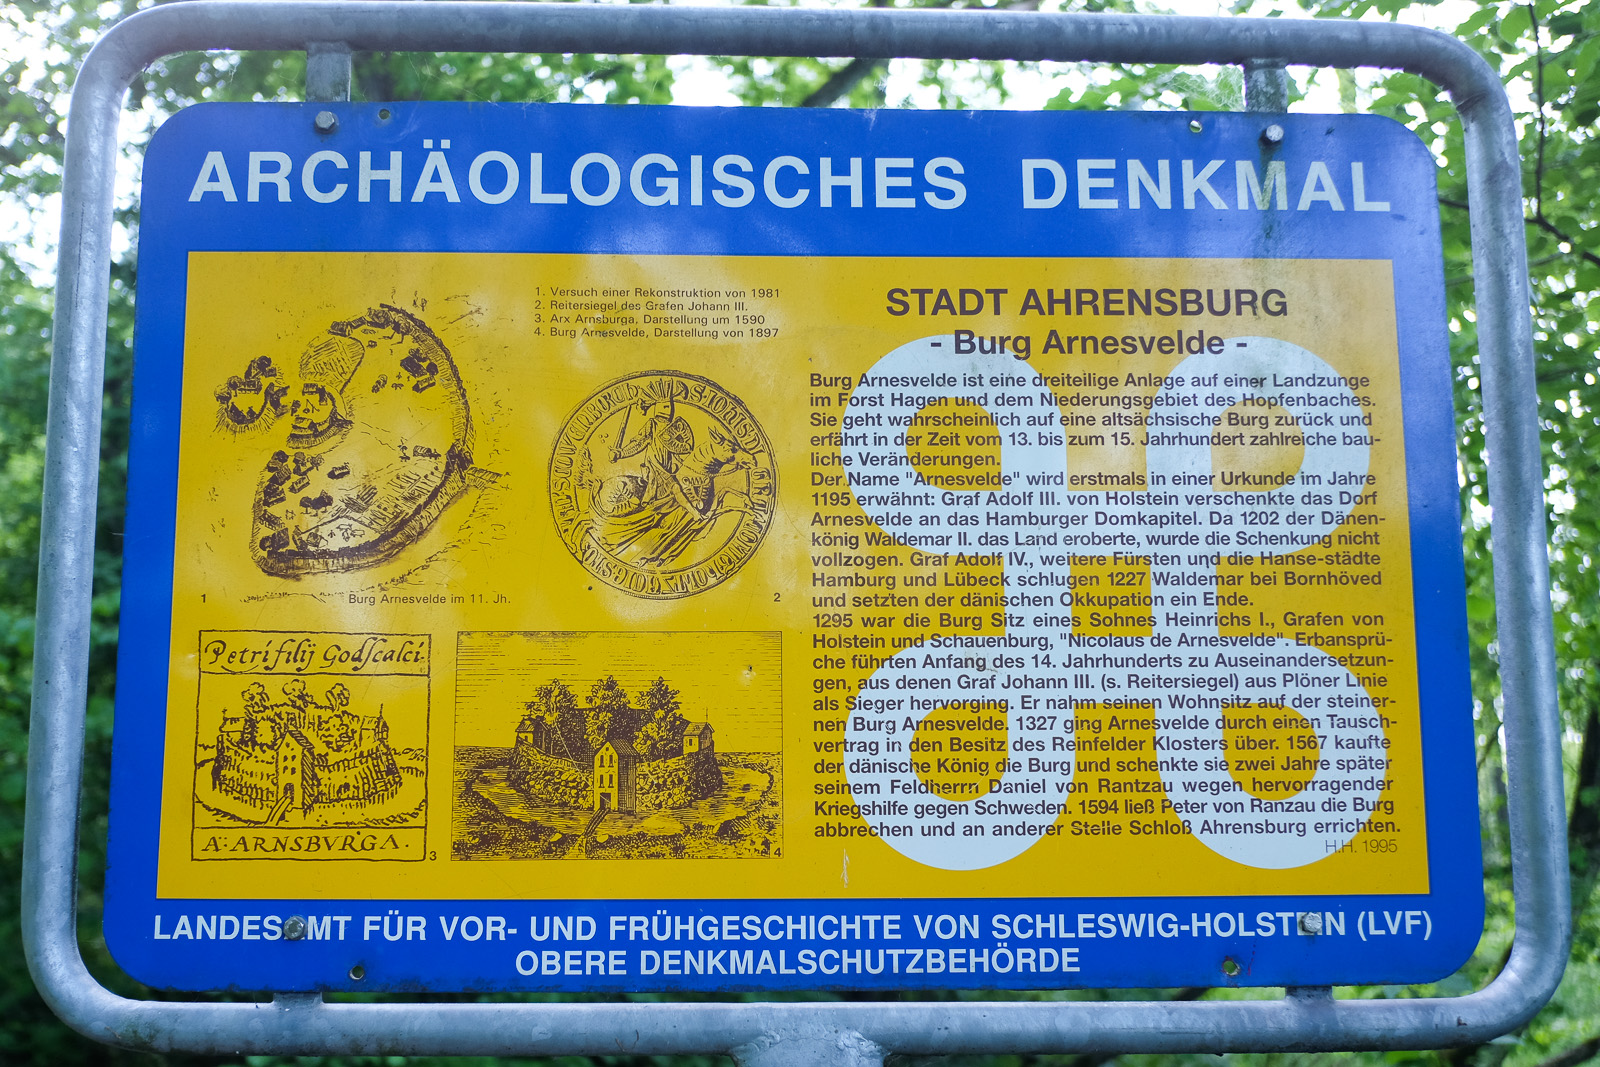 ARCHÄOLOGISCHES DENKMAL
1. Versuch einer Rekonstruktion von 1981
2. Reitersiegel des Grafen Johann III.
3. Arx Arnsburga, Darstellung um 1590
4. Burg Arnesvelde, Darstellung von 1897
1
Burg Arnesvelde im 11. Jh.
2
Petri filij Godscalci.
A: ARNSBVRGA.
3
4
STADT AHRENSBURG
- Burg Arnesvelde -
Burg Arnesvelde ist eine dreiteilige Anlage auf einer Landzunge
im Forst Hagen und dem Niederungsgebiet des Hopfenbaches.
Sie geht wahrscheinlich auf eine altsächsische Burg zurück und
erfährt in der Zeit vom 13. bis zum 15. Jahrhundert zahlreiche bau-
liche Veränderungen.
Der Name "Arnesvelde" wird erstmals in einer Urkunde im Jahre
1195 erwähnt: Graf Adolf III. von Holstein verschenkte das Dorf
Arnesvelde an das Hamburger Domkapitel. Da 1202 der Dänen-
könig Waldemar II. das Land eroberte, wurde die Schenkung nicht
vollzogen. Graf Adolf IV., weitere Fürsten und die Hanse-städte
Hamburg und Lübeck schlugen 1227 Waldemar bei Bornhöved
und setzten der dänischen Okkupation ein Ende.
1295 war die Burg Sitz eines Sohnes Heinrichs I., Grafen von
Holstein und Schauenburg, "Nicolaus de Arnesvelde". Erbansprü-
che führten Anfang des 14. Jahrhunderts zu Auseinandersetzun-
gen, aus denen Graf Johann III. (s. Reitersiegel) aus Plöner Linie
als Sieger hervorging. Er nahm seinen Wohnsitz auf der steiner-
nen Burg Arnesvelde. 1327 ging Arnesvelde durch einen Tausch-
vertrag in den Besitz des Reinfelder Klosters über. 1567 kaufte
der dänische König die Burg und schenkte sie zwei Jahre später
seinem Feldherrn Daniel von Rantzau wegen hervorragender
Kriegshilfe gegen Schweden. 1594 ließ Peter von Ranzau die Burg
abbrechen und an anderer Stelle Schloß Ahrensburg errichten.
H.H. 1995
LANDESAMT FÜR VOR- UND FRÜHGESCHICHTE VON SCHLESWIG-HOLSTEIN (LVF)
OBERE DENKMALSCHUTZBEHÖRDE